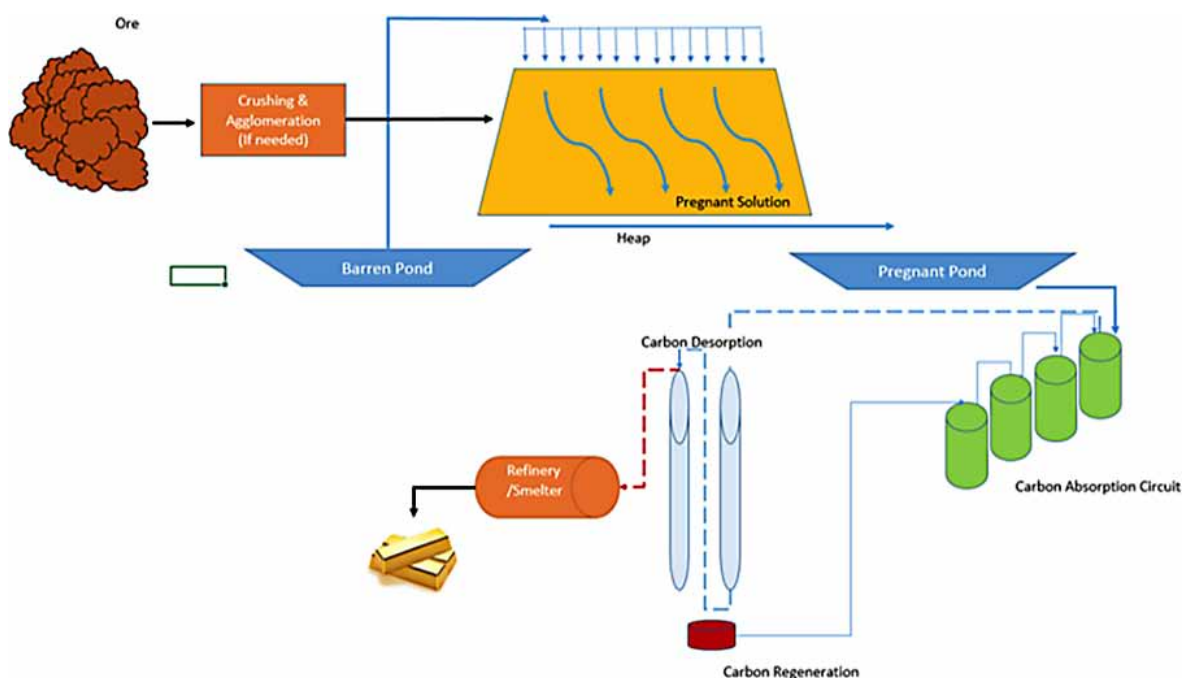 Ore
Crushing &
Agglomeration
(If needed)
Pregnant Solution
Heap
Barren Pond
Pregnant Pond
Carbon Desorption
Refinery
/Smelter
Carbon Absorption Circuit
Carbon Regeneration